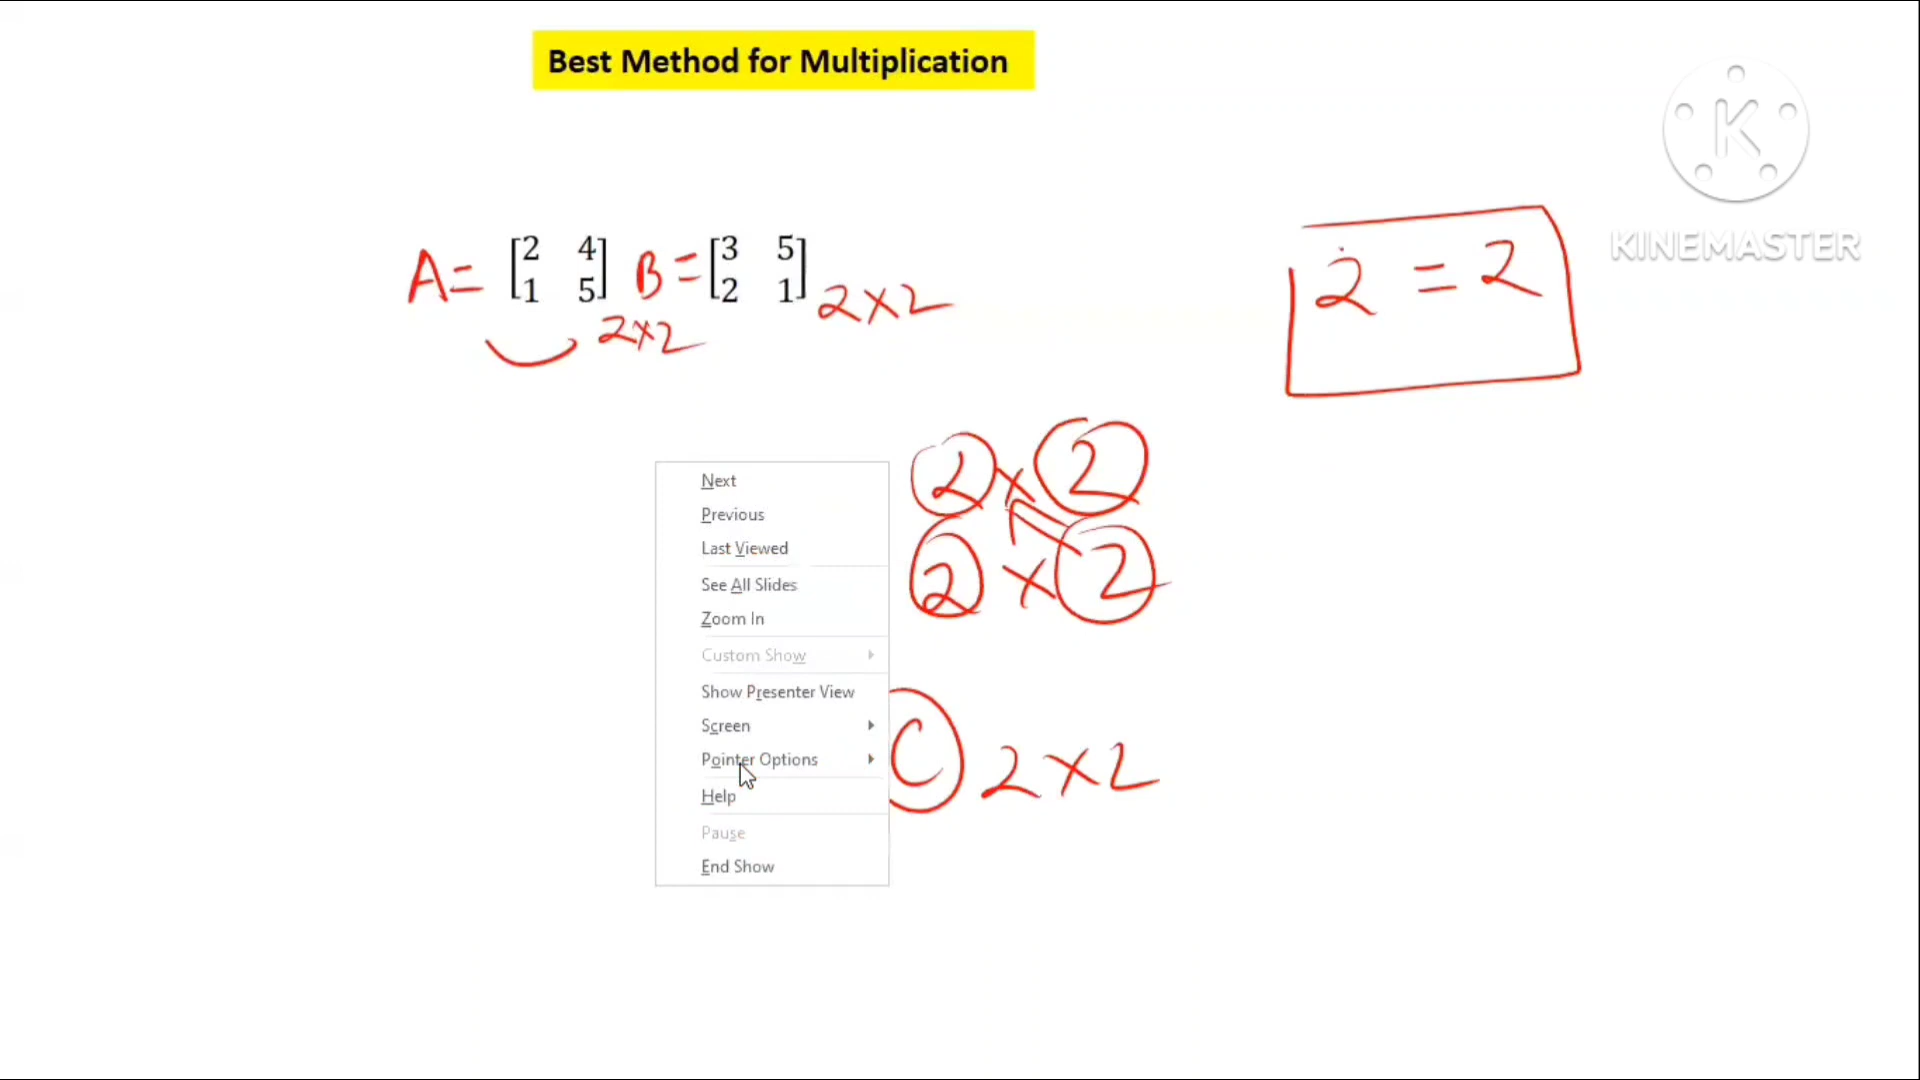 Best Method for Multiplication
K
KINEMASTER
A = [2 4] B = [3 5]
[1 5] [2 1]
2×2 2×2
2 = 2
2 × 2
2 × 2
C 2×2
Next
Previous
Last Viewed
See All Slides
Zoom In
Custom Show
Show Presenter View
Screen
Pointer Options
Help
Pause
End Show